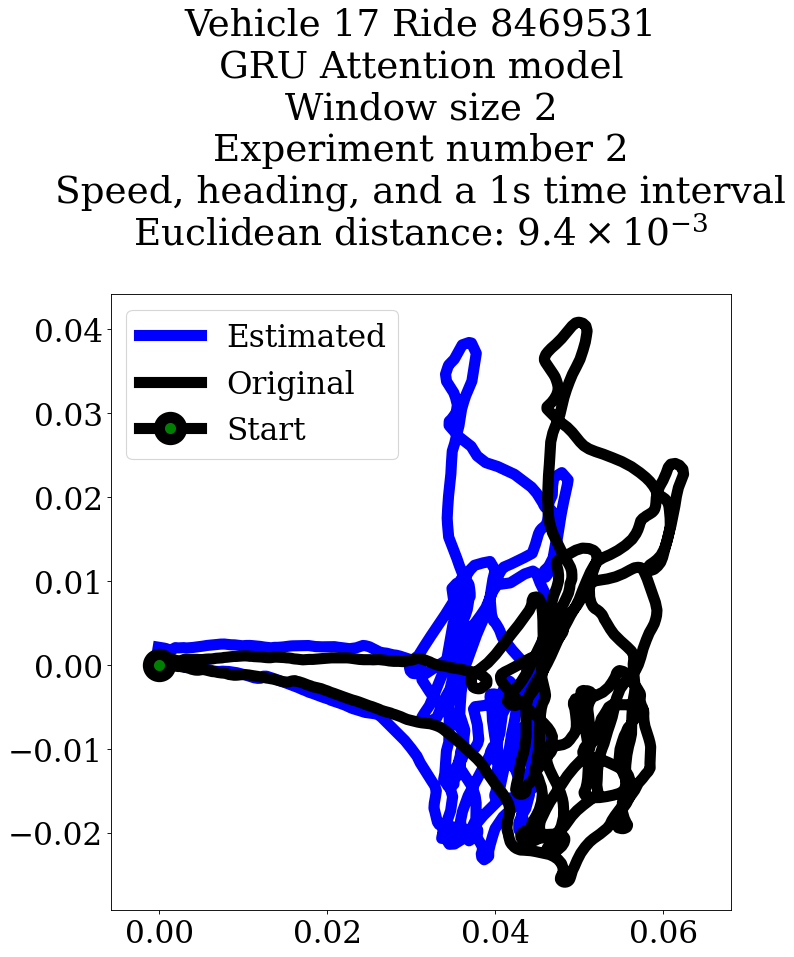 Vehicle 17 Ride 8469531
GRU Attention model
Window size 2
Experiment number 2
Speed, heading, and a 1s time interval
Euclidean distance: 9.4 × 10⁻³
Estimated
Original
Start
0.04
0.03
0.02
0.01
0.00
−0.01
−0.02
0.00 0.02 0.04 0.06